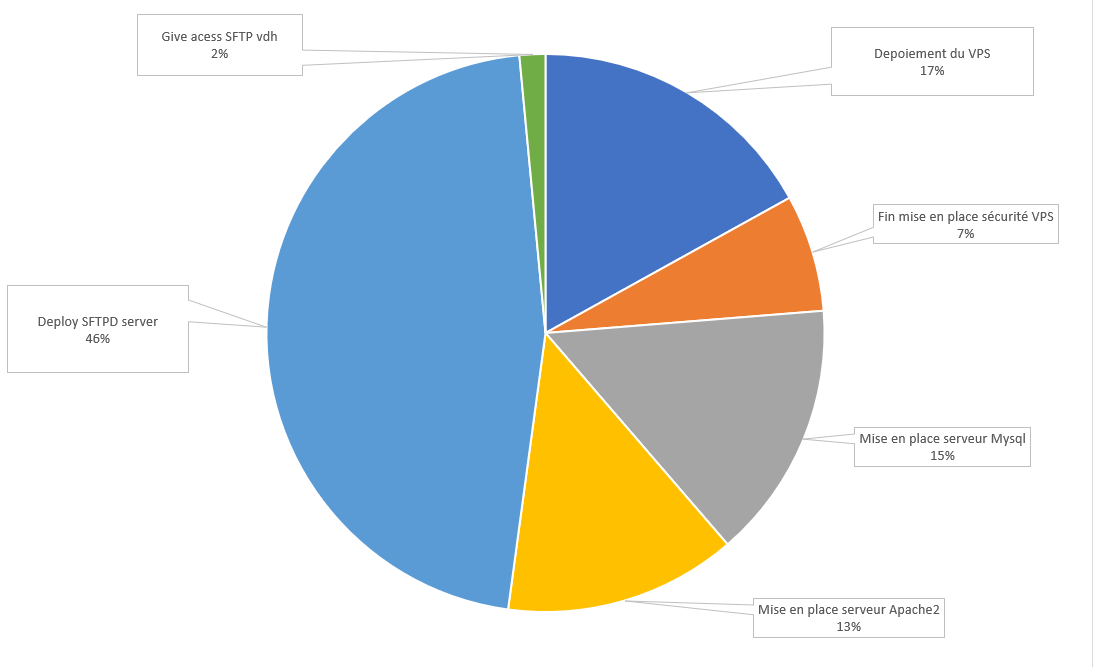 Give acess SFTP vdh
2%
Depoiement du VPS
17%
Fin mise en place sécurité VPS
7%
Deploy SFTPD server
46%
Mise en place serveur Mysql
15%
Mise en place serveur Apache2
13%